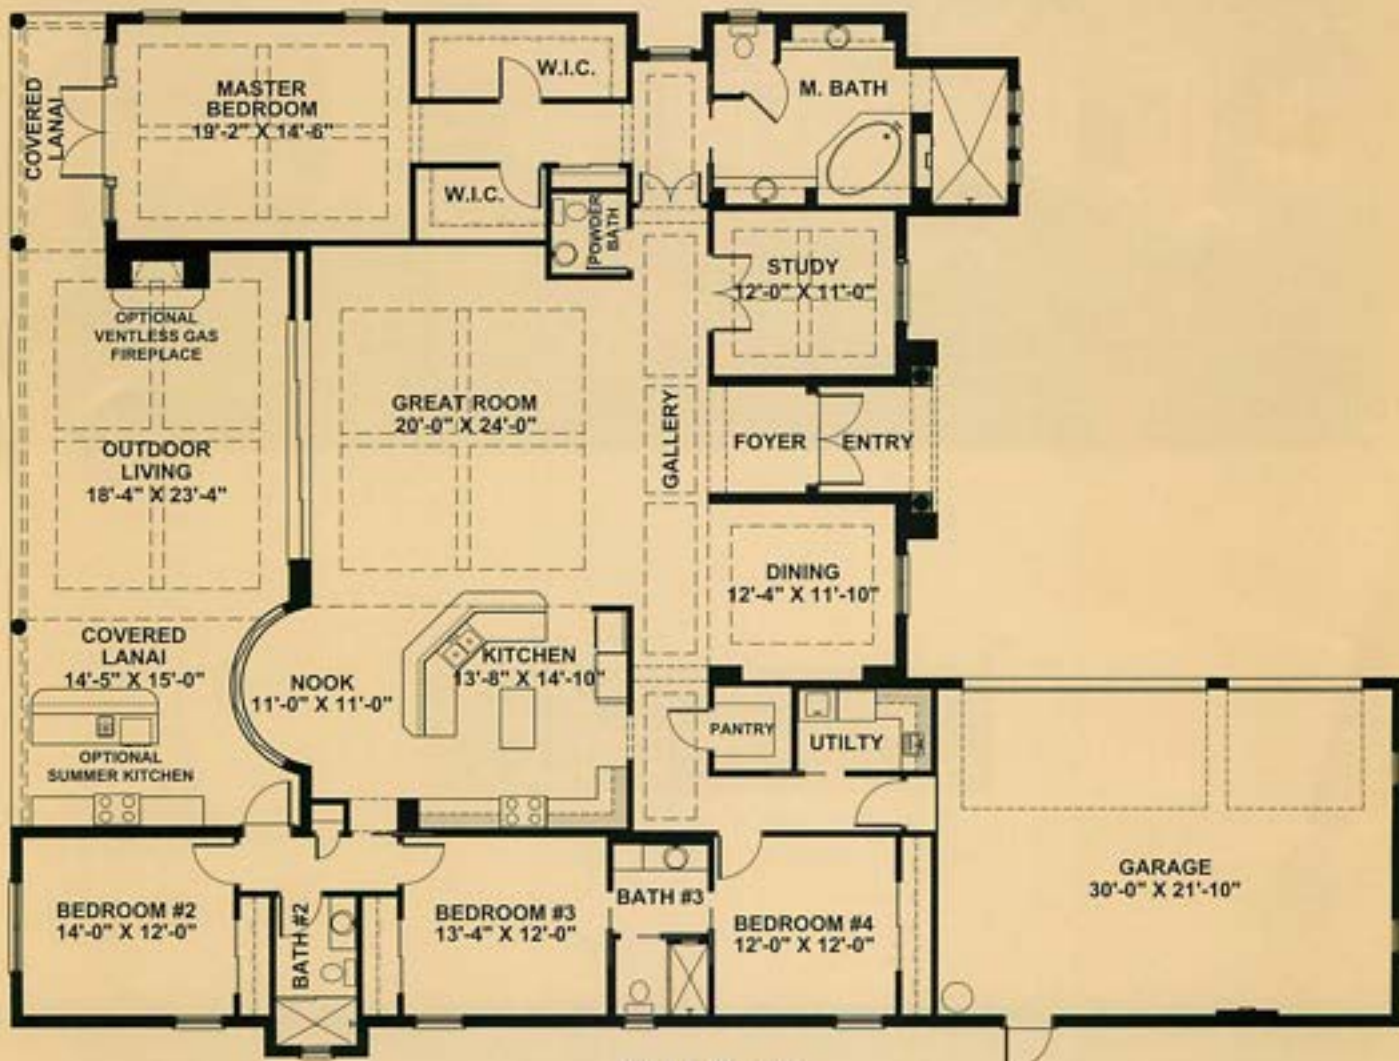 COVERED
LANAI
MASTER
BEDROOM
19'-2" X 14'-6"
W.I.C.
W.I.C.
POWDER
BATH
M. BATH
STUDY
12'-0" X 11'-0"
OPTIONAL
VENTLESS GAS
FIREPLACE
OUTDOOR
LIVING
18'-4" X 23'-4"
GREAT ROOM
20'-0" X 24'-0"
GALLERY
FOYER
ENTRY
DINING
12'-4" X 11'-10"
COVERED
LANAI
14'-5" X 15'-0"
NOOK
11'-0" X 11'-0"
KITCHEN
13'-8" X 14'-10"
OPTIONAL
SUMMER KITCHEN
PANTRY
UTILTY
GARAGE
30'-0" X 21'-10"
BEDROOM #2
14'-0" X 12'-0"
BATH #2
BEDROOM #3
13'-4" X 12'-0"
BATH #3
BEDROOM #4
12'-0" X 12'-0"